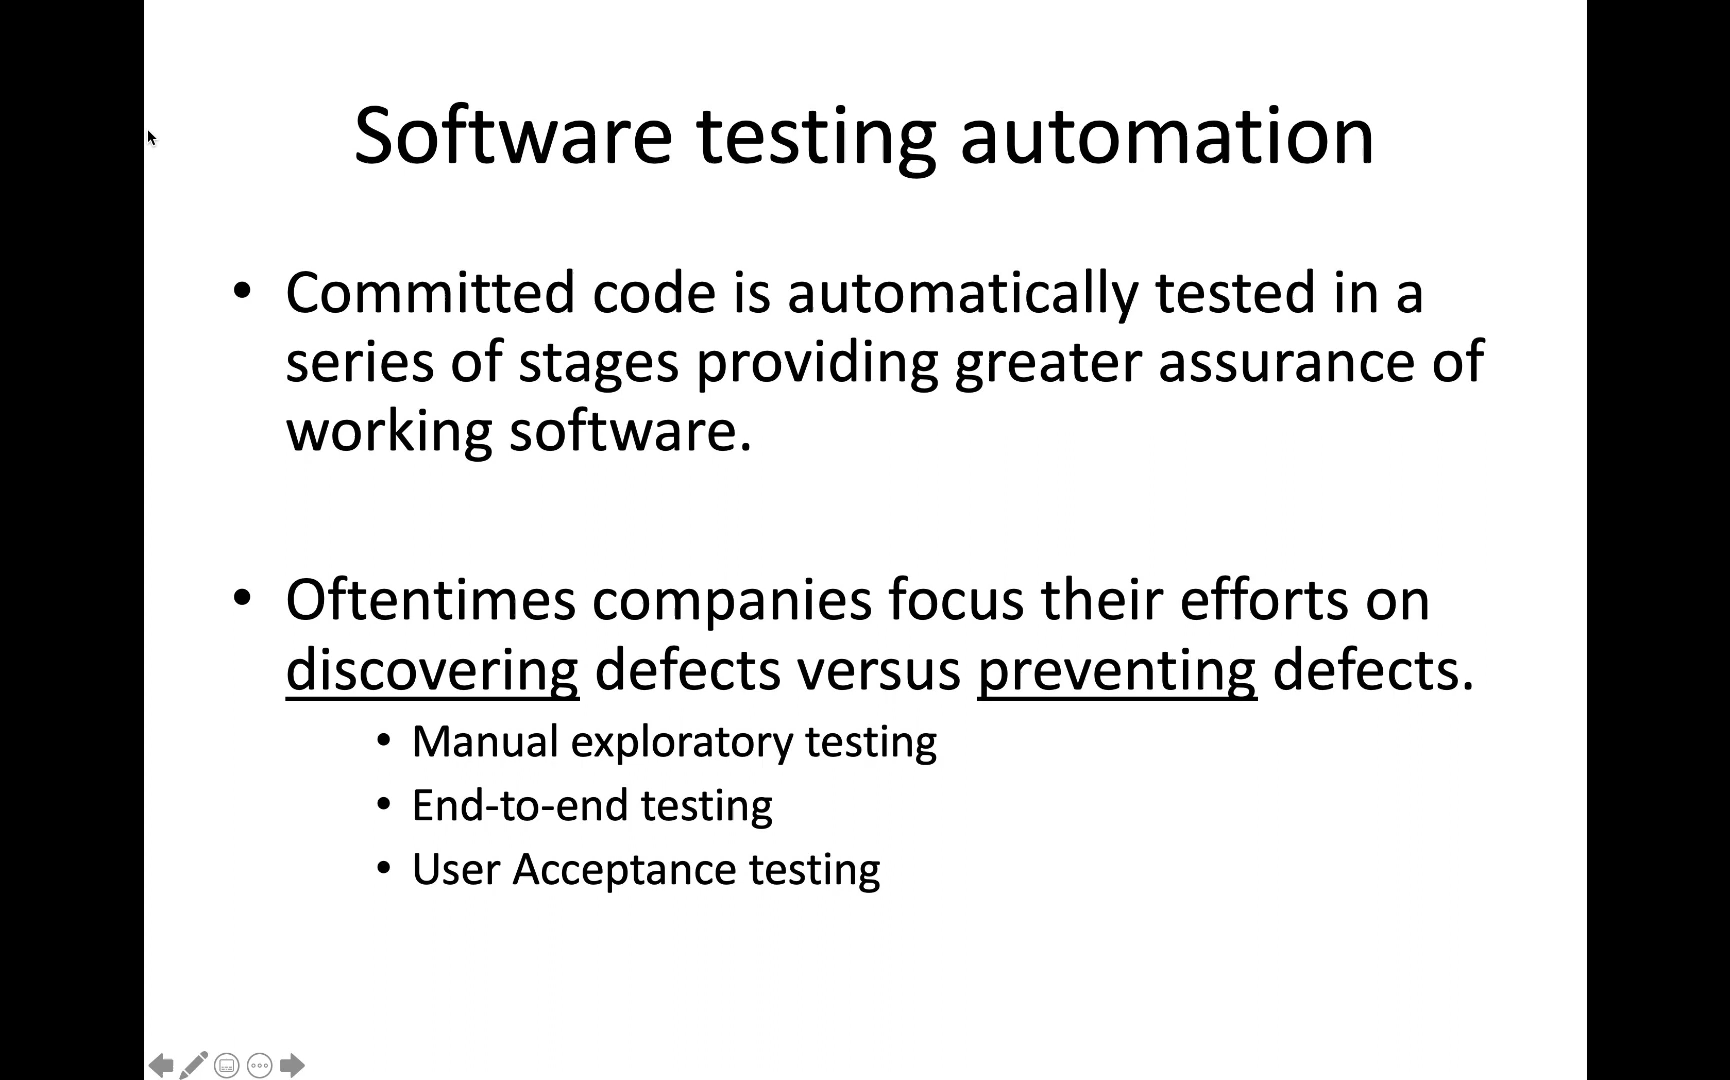 Software testing automation
• Committed code is automatically tested in a
series of stages providing greater assurance of
working software.
• Oftentimes companies focus their efforts on
discovering defects versus preventing defects.
• Manual exploratory testing
• End-to-end testing
• User Acceptance testing